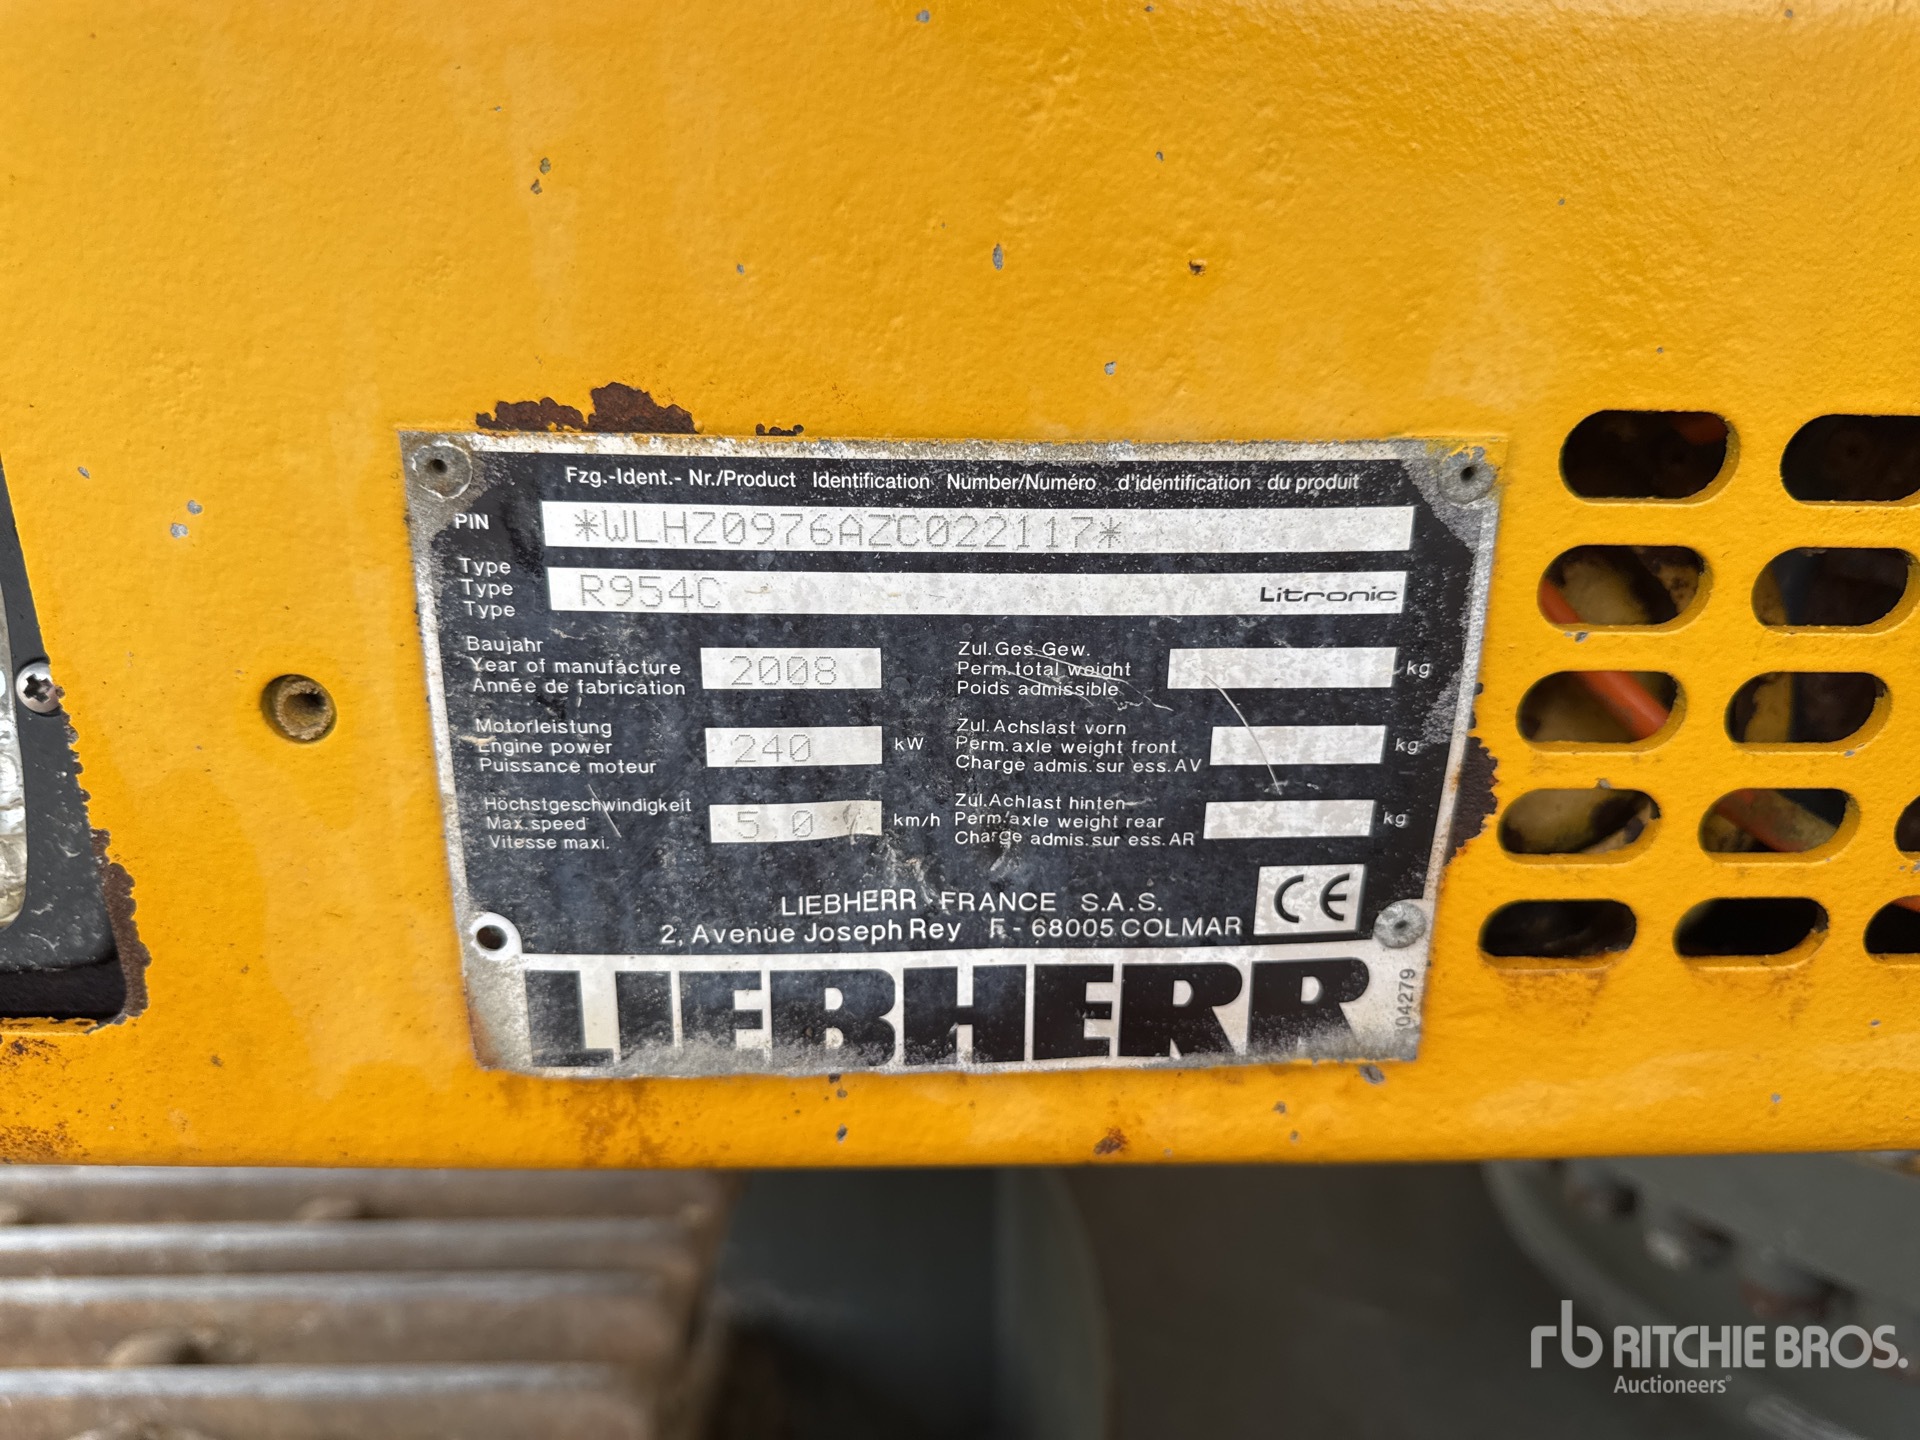 Fzg.-Ident.- Nr./Product Identification Number/Numéro d'identification du produit
PIN *WLHZ0976AZC022117*
Type
Type R954C Litronic
Type
Baujahr
Year of manufacture 2008
Année de fabrication
Zul. Ges. Gew.
Perm. total weight kg
Poids admissible
Motorleistung
Engine power 240 kW
Puissance moteur
Zul. Achslast vorn
Perm. axle weight front kg
Charge admis. sur ess. AV
Höchstgeschwindigkeit
Max. speed 5.0 km/h
Vitesse maxi.
Zul. Achlast hinten
Perm. axle weight rear kg
Charge admis. sur ess. AR
LIEBHERR - FRANCE S.A.S.
2, Avenue Joseph Rey F - 68005 COLMAR
CE
LIEBHERR
04279
rb RITCHIE BROS.
Auctioneers